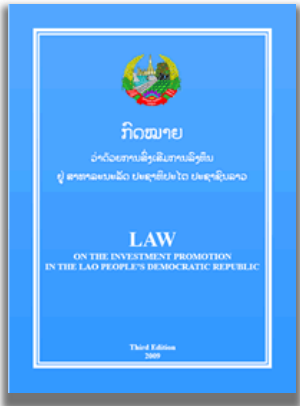 ກົດໝາຍ
ວ່າດ້ວຍການສົ່ງເສີມການລົງທຶນ
ຢູ່ ສາທາລະນະລັດ ປະຊາທິປະໄຕ ປະຊາຊົນລາວ
LAW
ON THE INVESTMENT PROMOTION
IN THE LAO PEOPLE'S DEMOCRATIC REPUBLIC
Third Edition
2009